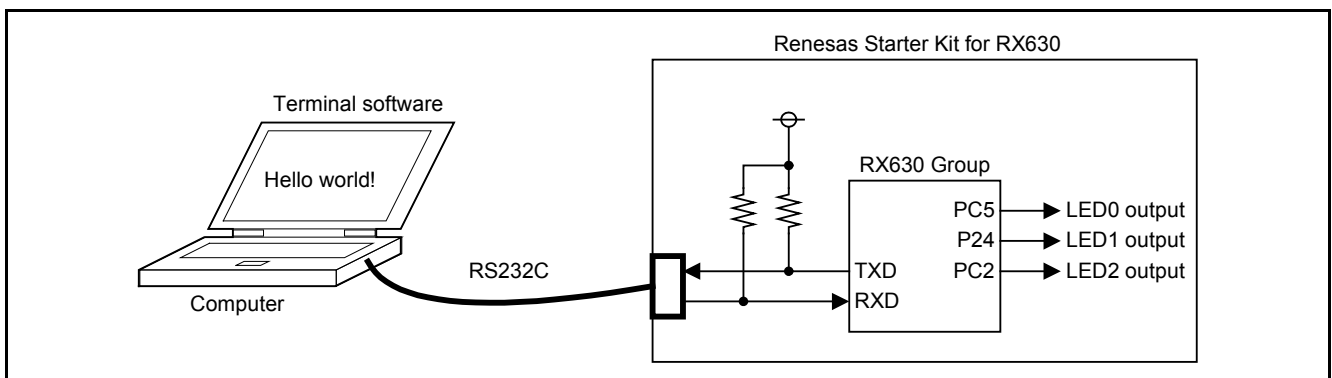 Renesas Starter Kit for RX630
Terminal software
Hello world!
RX630 Group
PC5
LED0 output
P24
LED1 output
TXD
PC2
LED2 output
RXD
RS232C
Computer